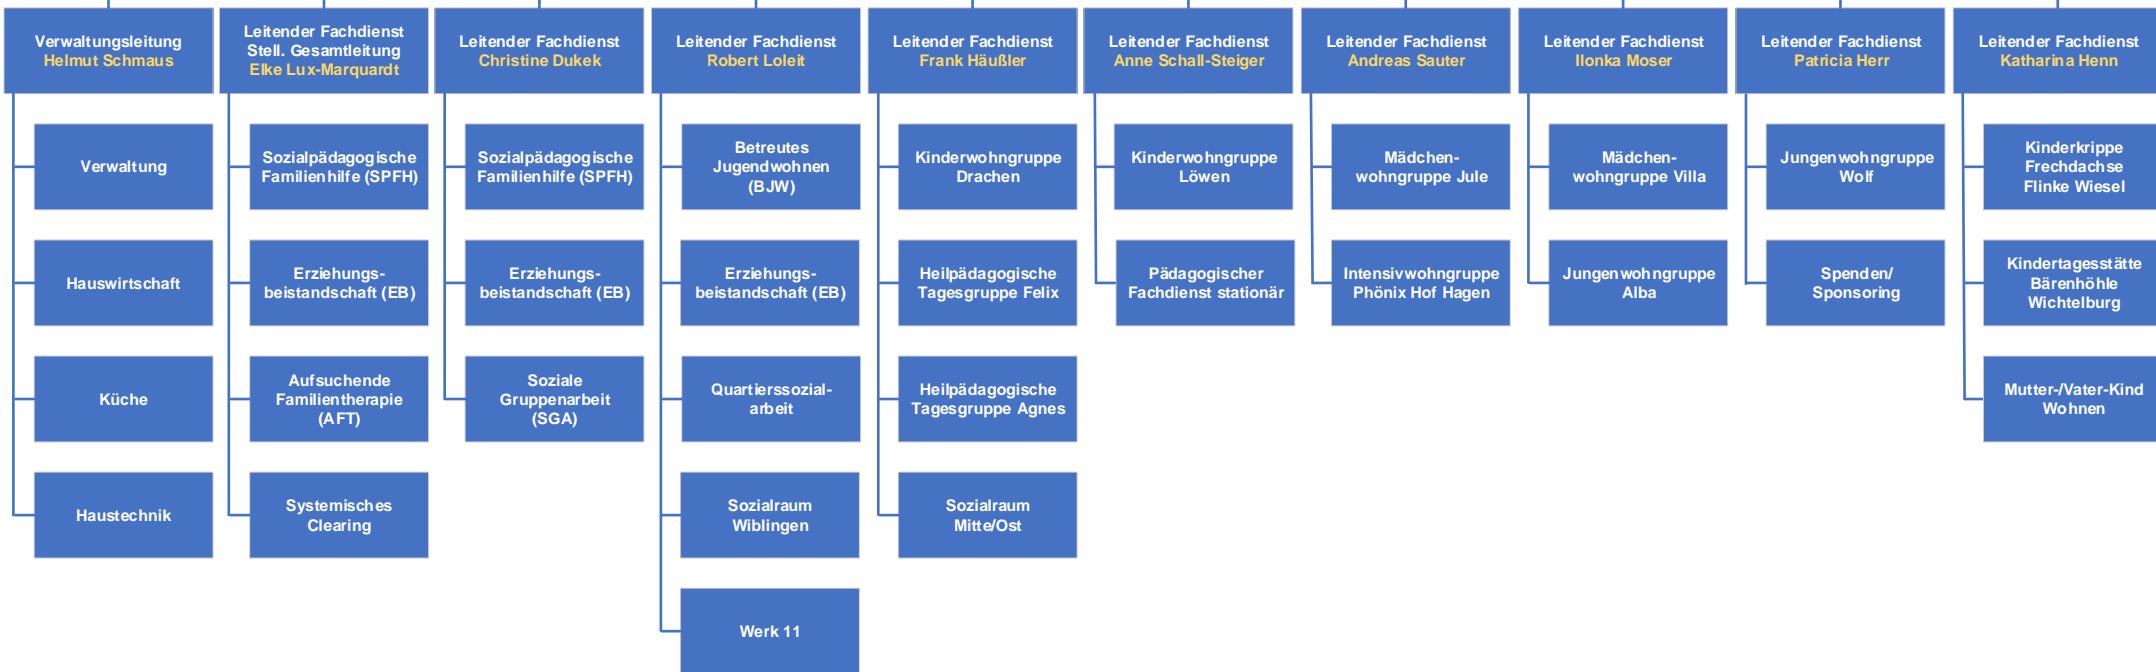 Verwaltungsleitung
Helmut Schmaus
Verwaltung
Hauswirtschaft
Küche
Haustechnik
Leitender Fachdienst
Stell. Gesamtleitung
Elke Lux-Marquardt
Sozialpädagogische
Familienhilfe (SPFH)
Erziehungs-
beistandschaft (EB)
Aufsuchende
Familientherapie
(AFT)
Systemisches
Clearing
Leitender Fachdienst
Christine Dukek
Sozialpädagogische
Familienhilfe (SPFH)
Erziehungs-
beistandschaft (EB)
Soziale
Gruppenarbeit
(SGA)
Leitender Fachdienst
Robert Loleit
Betreutes
Jugendwohnen
(BJW)
Erziehungs-
beistandschaft (EB)
Quartierssozial-
arbeit
Sozialraum
Wiblingen
Werk 11
Leitender Fachdienst
Frank Häußler
Kinderwohngruppe
Drachen
Heilpädagogische
Tagesgruppe Felix
Heilpädagogische
Tagesgruppe Agnes
Sozialraum
Mitte/Ost
Leitender Fachdienst
Anne Schall-Steiger
Kinderwohngruppe
Löwen
Pädagogischer
Fachdienst stationär
Leitender Fachdienst
Andreas Sauter
Mädchen-
wohngruppe Jule
Intensivwohngruppe
Phönix Hof Hagen
Leitender Fachdienst
Ilonka Moser
Mädchen-
wohngruppe Villa
Jungenwohngruppe
Alba
Leitender Fachdienst
Patricia Herr
Jungenwohngruppe
Wolf
Spenden/
Sponsoring
Leitender Fachdienst
Katharina Henn
Kinderkrippe
Frechdachse
Flinke Wiesel
Kindertagesstätte
Bärenhöhle
Wichtelburg
Mutter-/Vater-Kind
Wohnen